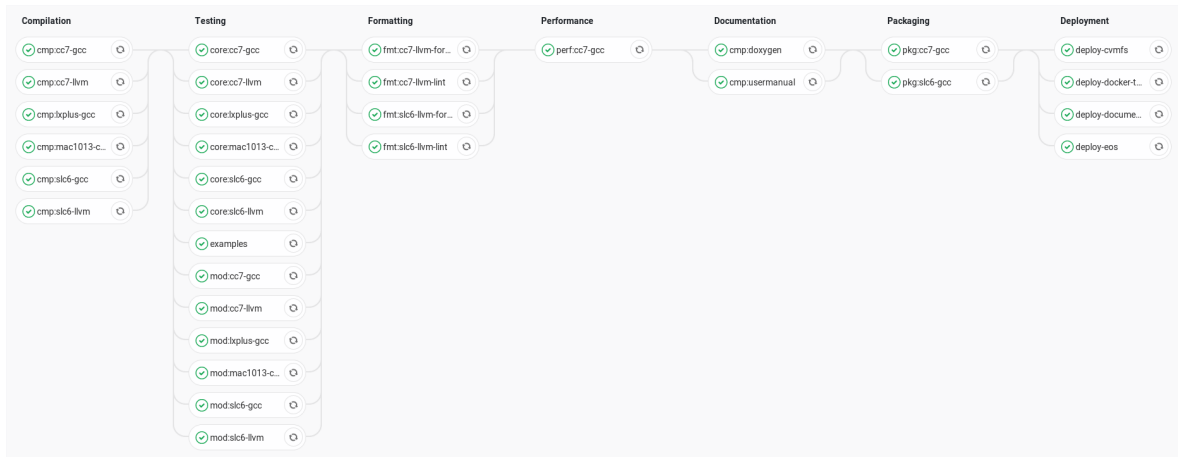 Compilation
cmp:cc7-gcc
cmp:cc7-llvm
cmp:lxplus-gcc
cmp:mac1013-c...
cmp:slc6-gcc
cmp:slc6-llvm
Testing
core:cc7-gcc
core:cc7-llvm
core:lxplus-gcc
core:mac1013-c...
core:slc6-gcc
core:slc6-llvm
examples
mod:cc7-gcc
mod:cc7-llvm
mod:lxplus-gcc
mod:mac1013-c...
mod:slc6-gcc
mod:slc6-llvm
Formatting
fmt:cc7-llvm-for...
fmt:cc7-llvm-lint
fmt:slc6-llvm-for...
fmt:slc6-llvm-lint
Performance
perf:cc7-gcc
Documentation
cmp:doxygen
cmp:usermanual
Packaging
pkg:cc7-gcc
pkg:slc6-gcc
Deployment
deploy-cvmfs
deploy-docker-t...
deploy-docume...
deploy-eos